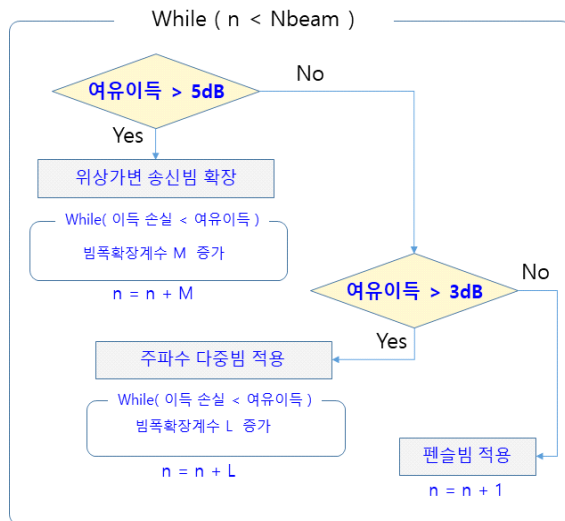 While ( n < Nbeam )
여유이득 > 5dB
No
Yes
위상가변 송신빔 확장
While( 이득 손실 < 여유이득 )
빔폭확장계수 M 증가
n = n + M
여유이득 > 3dB
No
Yes
주파수 다중빔 적용
While( 이득 손실 < 여유이득 )
빔폭확장계수 L 증가
n = n + L
펜슬빔 적용
n = n + 1